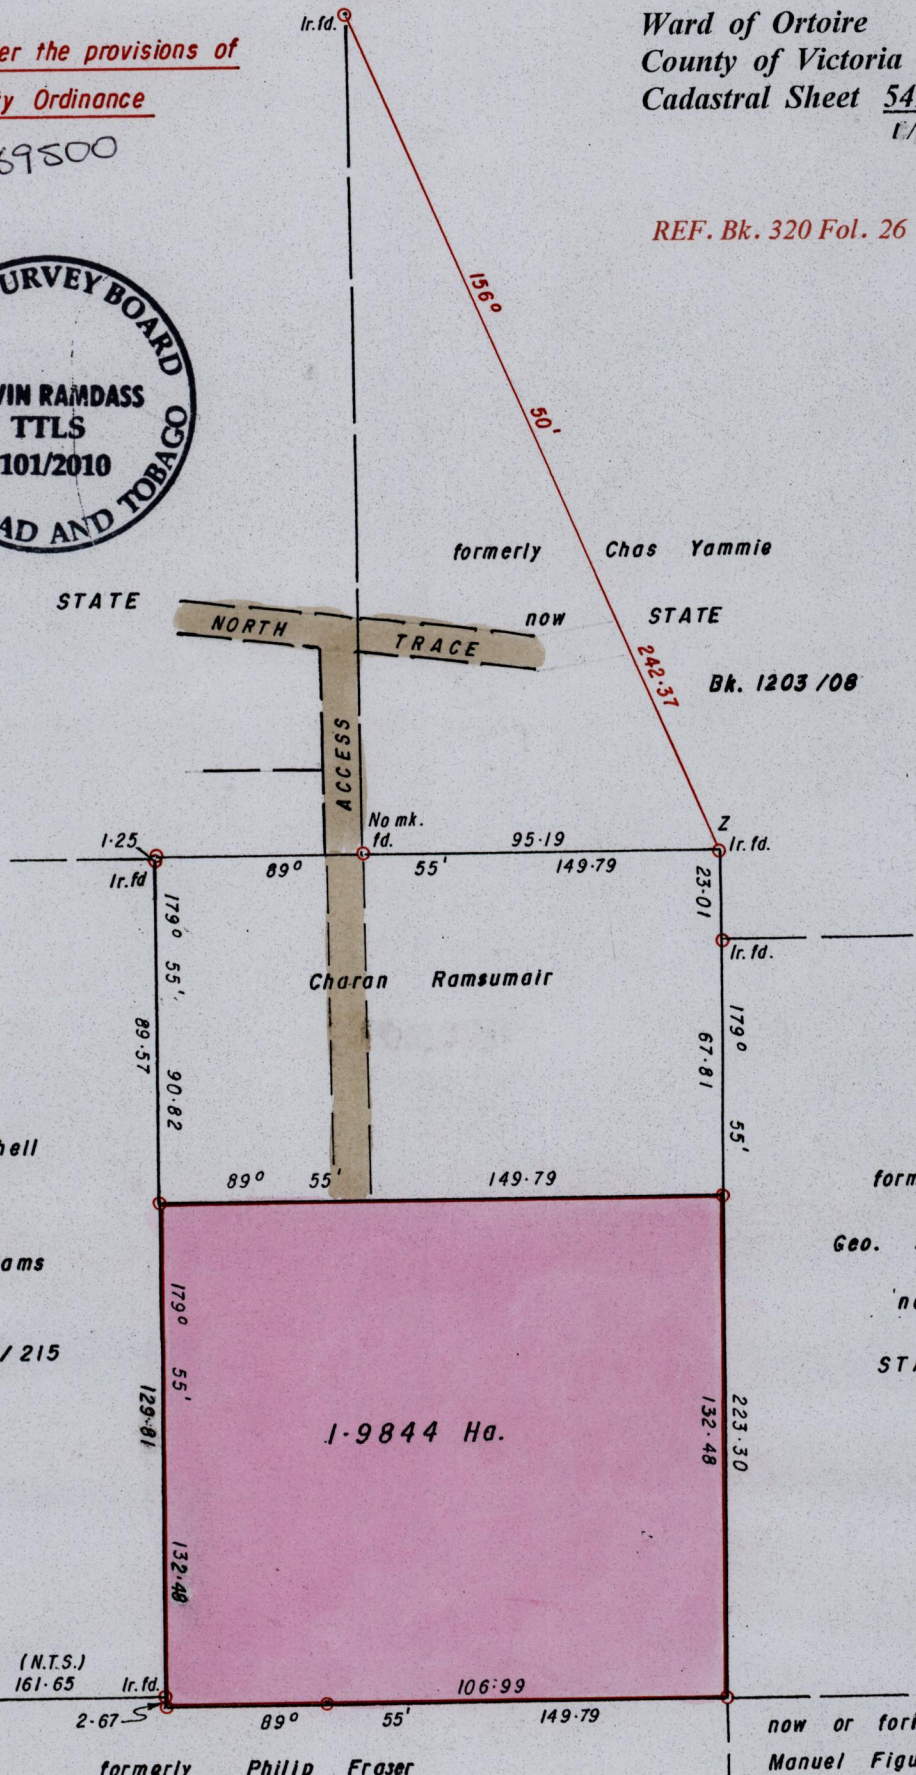 er the provisions of
y Ordinance
69500
Ir.fd.
Ward of Ortoire
County of Victoria
Cadastral Sheet 54
REF. Bk. 320 Fol. 26
URVEY BOARD
VIN RAMDASS
TTLS
101/2010
AD AND TOBAGO
156°
50'
242·37
formerly Chas Yammie
now STATE
Bk. 1203/08
STATE
NORTH TRACE
ACCESS
No mk.
fd.
Z
Ir.fd.
1·25
Ir.fd
95·19
89° 55' 149·79
23·01
Ir.fd.
179° 55'
89·57
90·82
Charan Ramsumair
179° 55'
67·81
hell
89° 55' 149·79
form
Geo.
ams
/ 215
STA
179° 55'
129·81
132·48
1·9844 Ha.
132·48
223·30
(N.T.S.)
161·65
Ir.fd.
2·67
106·99
89° 55' 149·79
now or for
Manuel Figu
formerly Philip Fraser